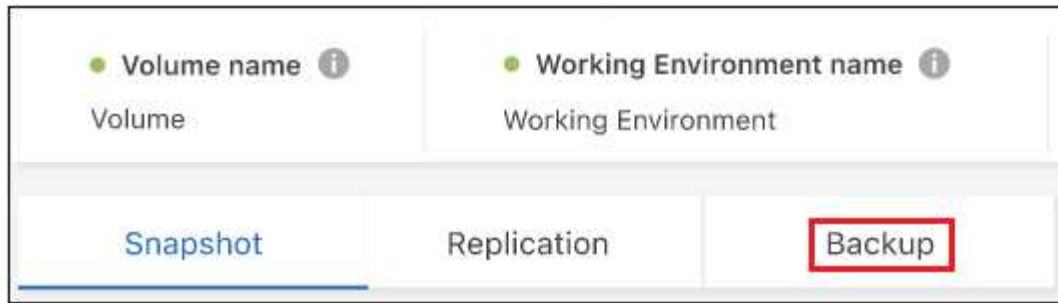 Volume name Working Environment name
Volume Working Environment
Snapshot Replication Backup